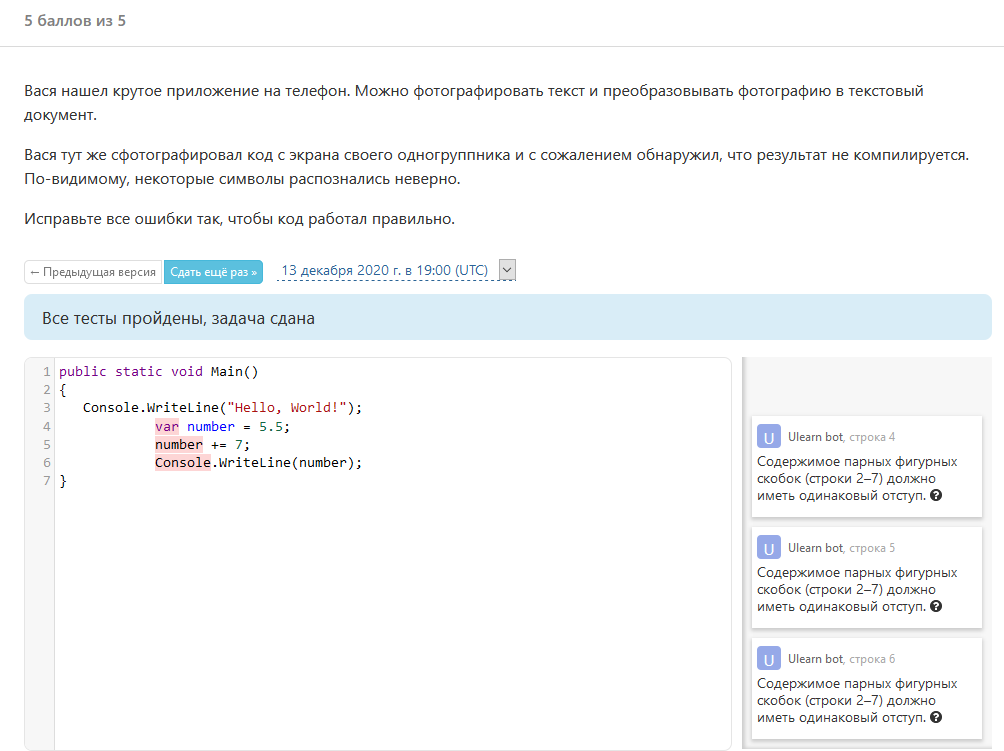 5 баллов из 5
Вася нашел крутое приложение на телефон. Можно фотографировать текст и преобразовывать фотографию в текстовый
документ.
Вася тут же сфотографировал код с экрана своего одногруппника и с сожалением обнаружил, что результат не компилируется.
По-видимому, некоторые символы распознались неверно.
Исправьте все ошибки так, чтобы код работал правильно.
← Предыдущая версия Сдать ещё раз » 13 декабря 2020 г. в 19:00 (UTC)
Все тесты пройдены, задача сдана
1 public static void Main()
2 {
3 Console.WriteLine("Hello, World!");
4 var number = 5.5;
5 number += 7;
6 Console.WriteLine(number);
7 }
U Ulearn bot, строка 4
Содержимое парных фигурных
скобок (строки 2–7) должно
иметь одинаковый отступ. ?
U Ulearn bot, строка 5
Содержимое парных фигурных
скобок (строки 2–7) должно
иметь одинаковый отступ. ?
U Ulearn bot, строка 6
Содержимое парных фигурных
скобок (строки 2–7) должно
иметь одинаковый отступ. ?